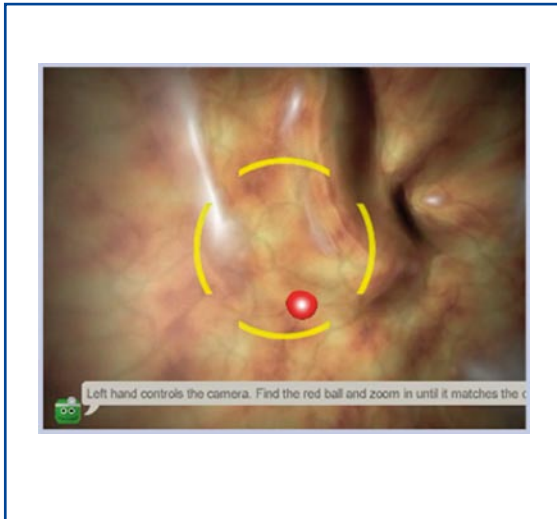 Left hand controls the camera. Find the red ball and zoom in until it matches the